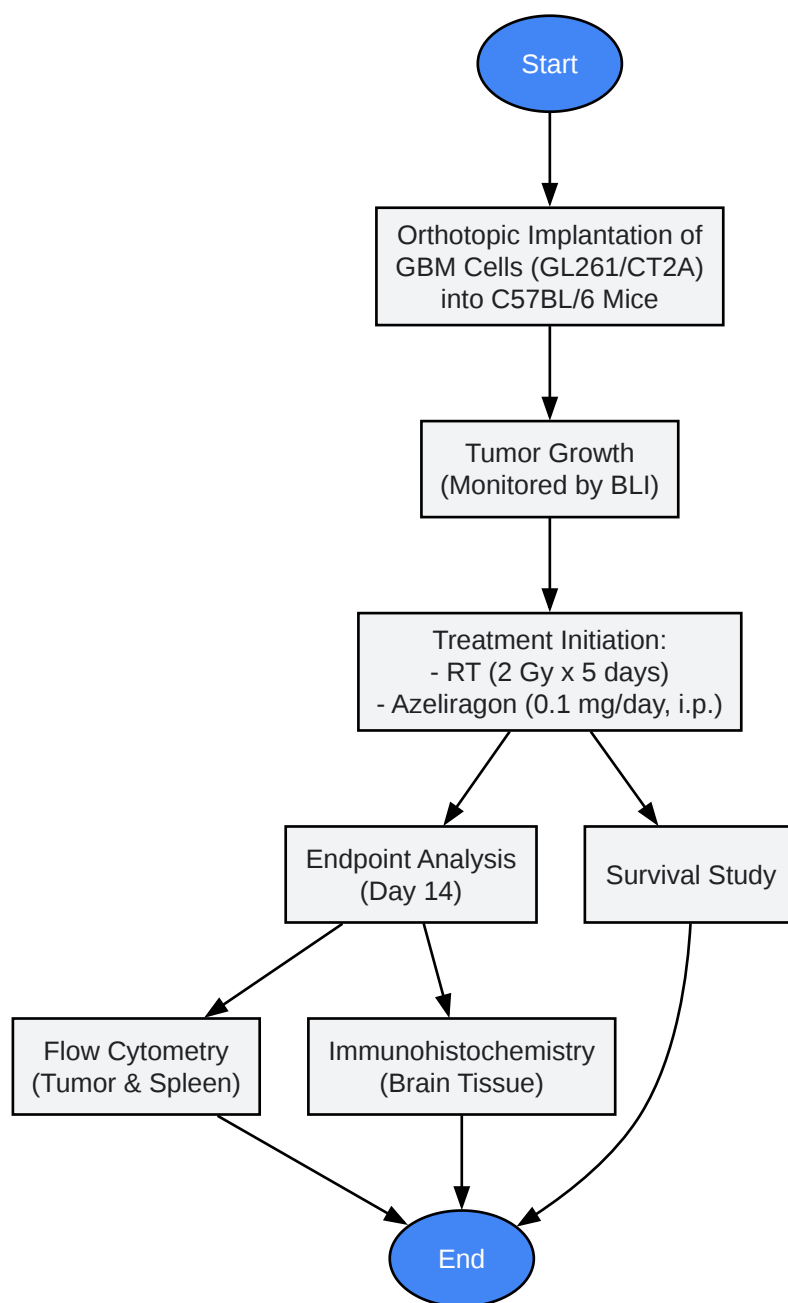 Start
Orthotopic Implantation of
GBM Cells (GL261/CT2A)
into C57BL/6 Mice
Tumor Growth
(Monitored by BLI)
Treatment Initiation:
- RT (2 Gy x 5 days)
- Azeliragon (0.1 mg/day, i.p.)
Endpoint Analysis
(Day 14)
Survival Study
Flow Cytometry
(Tumor & Spleen)
Immunohistochemistry
(Brain Tissue)
End